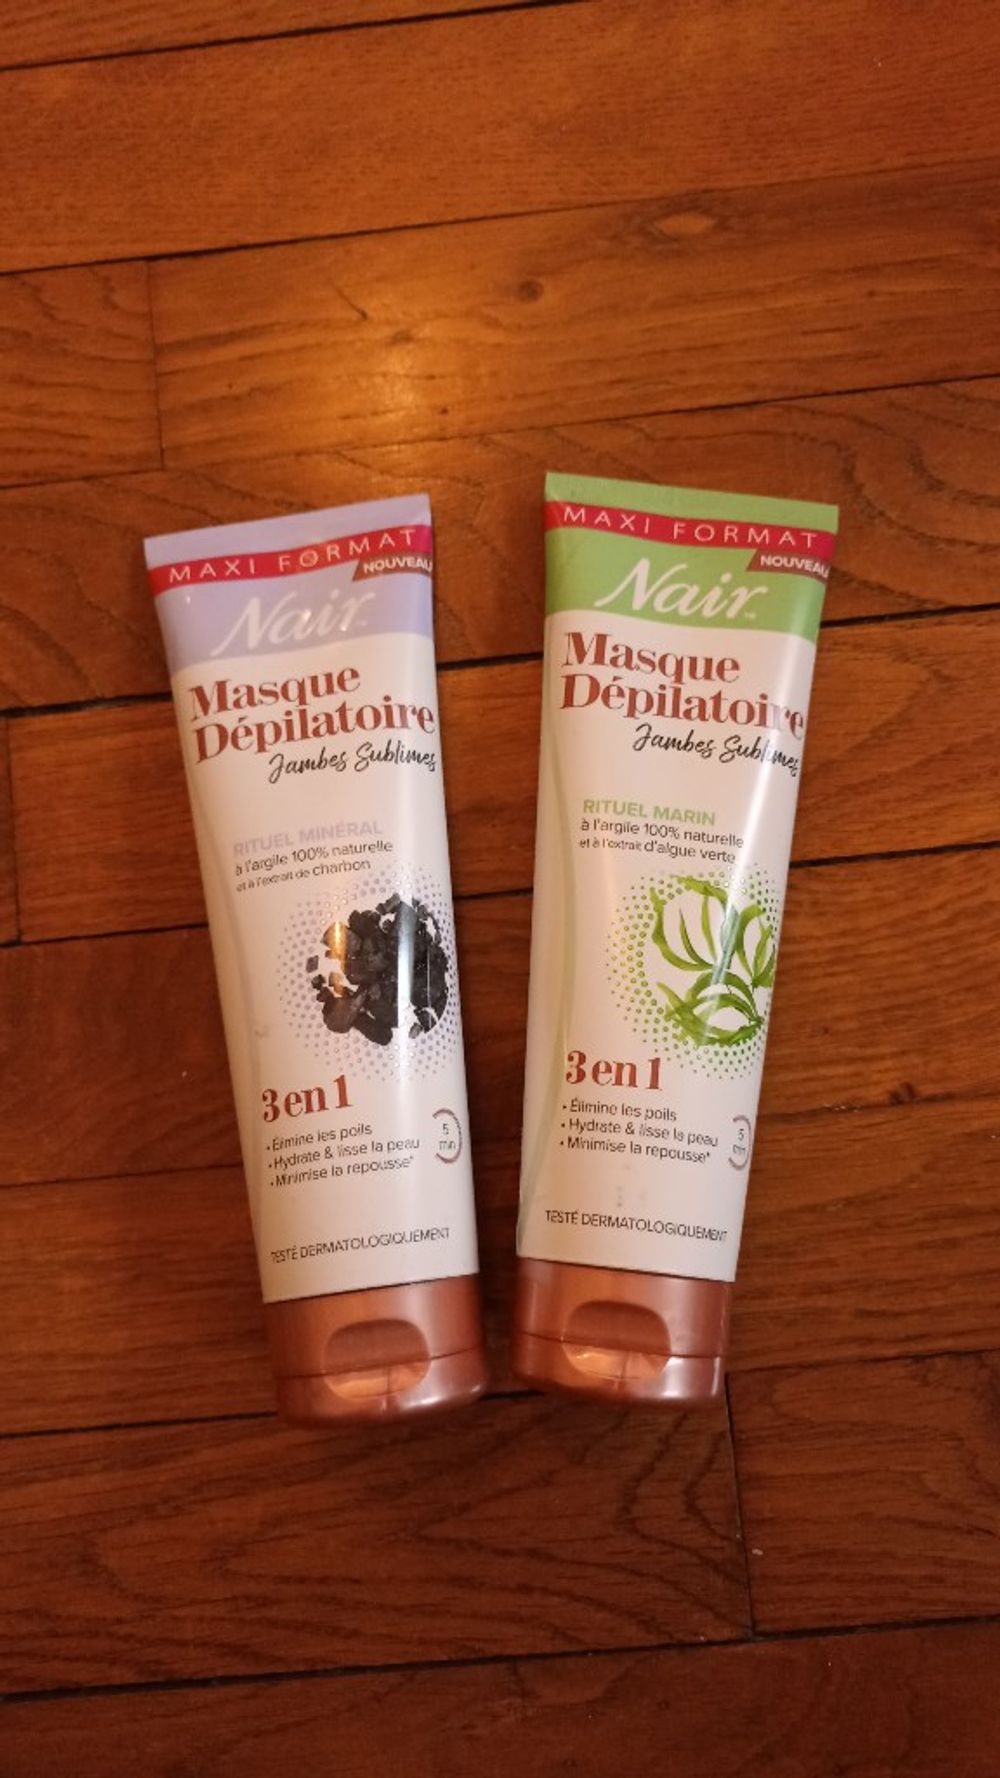 MAXI FORMAT
NOUVEAU
Nair™
Masque
Dépilatoire
Jambes Sublimes
RITUEL MINÉRAL
à l'argile 100% naturelle
et à l'extrait de charbon
3 en 1
• Élimine les poils
• Hydrate & lisse la peau
• Minimise la repousse*
5
min
TESTÉ DERMATOLOGIQUEMENT
MAXI FORMAT
NOUVEAU
Nair™
Masque
Dépilatoire
Jambes Sublimes
RITUEL MARIN
à l'argile 100% naturelle
et à l'extrait d'algue verte
3 en 1
• Élimine les poils
• Hydrate & lisse la peau
• Minimise la repousse*
5
min
TESTÉ DERMATOLOGIQUEMENT